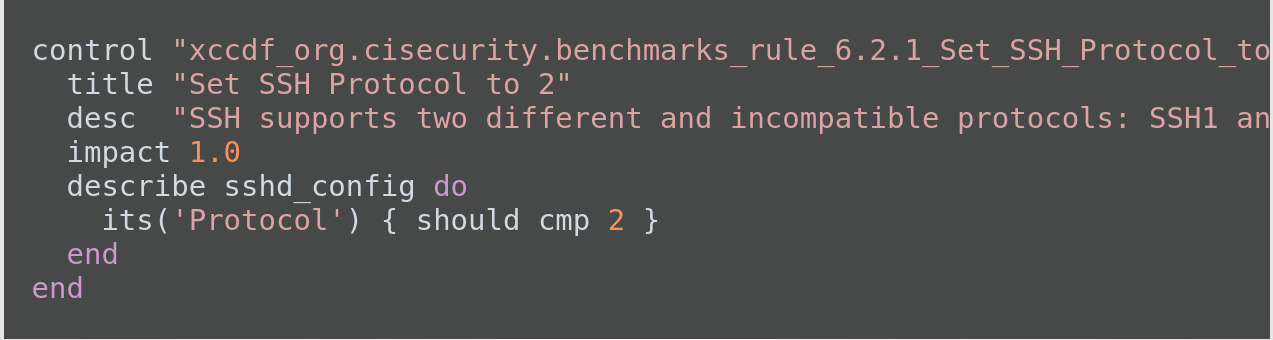 control "xccdf_org.cisecurity.benchmarks_rule_6.2.1_Set_SSH_Protocol_to
title "Set SSH Protocol to 2"
desc "SSH supports two different and incompatible protocols: SSH1 an
impact 1.0
describe sshd_config do
its('Protocol') { should cmp 2 }
end
end